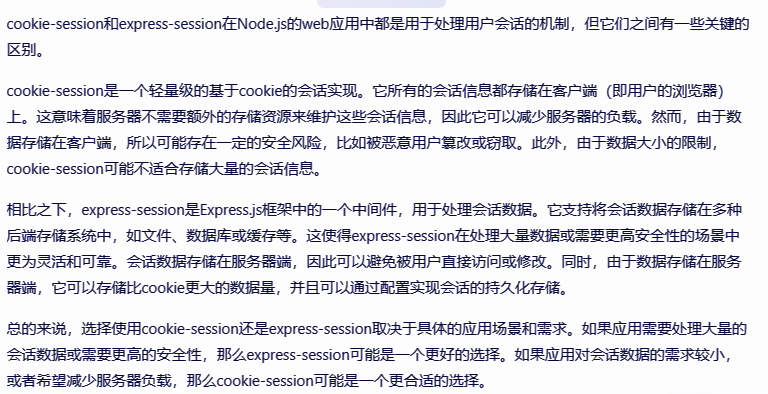 cookie-session和express-session在Node.js的web应用中都是用于处理用户会话的机制，但它们之间有一些关键的
区别。
cookie-session是一个轻量级的基于cookie的会话实现。它所有的会话信息都存储在客户端（即用户的浏览器）
上。这意味着服务器不需要额外的存储资源来维护这些会话信息，因此它可以减少服务器的负载。然而，由于数
据存储在客户端，所以可能存在一定的安全风险，比如被恶意用户篡改或窃取。此外，由于数据大小的限制，
cookie-session可能不适合存储大量的会话信息。
相比之下，express-session是Express.js框架中的一个中间件，用于处理会话数据。它支持将会话数据存储在多种
后端存储系统中，如文件、数据库或缓存等。这使得express-session在处理大量数据或需要更高安全性的场景中
更为灵活和可靠。会话数据存储在服务器端，因此可以避免被用户直接访问或修改。同时，由于数据存储在服务
器端，它可以存储比cookie更大的数据量，并且可以通过配置实现会话的持久化存储。
总的来说，选择使用cookie-session还是express-session取决于具体的应用场景和需求。如果应用需要处理大量的
会话数据或需要更高的安全性，那么express-session可能是一个更好的选择。如果应用对会话数据的需求较小，
或者希望减少服务器负载，那么cookie-session可能是一个更合适的选择。